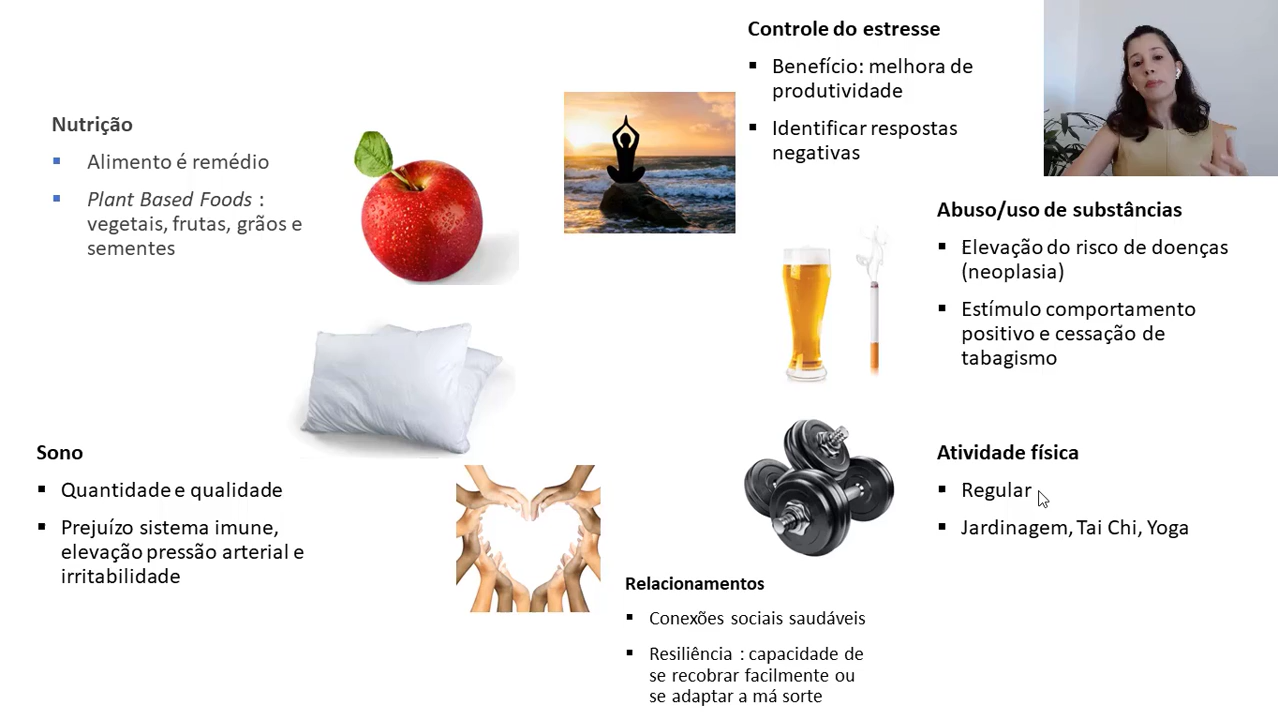 Controle do estresse
▪ Benefício: melhora de
produtividade
▪ Identificar respostas
negativas
Nutrição
▪ Alimento é remédio
▪ Plant Based Foods :
vegetais, frutas, grãos e
sementes
Abuso/uso de substâncias
▪ Elevação do risco de doenças
(neoplasia)
▪ Estímulo comportamento
positivo e cessação de
tabagismo
Sono
▪ Quantidade e qualidade
▪ Prejuízo sistema imune,
elevação pressão arterial e
irritabilidade
Atividade física
▪ Regular
▪ Jardinagem, Tai Chi, Yoga
Relacionamentos
▪ Conexões sociais saudáveis
▪ Resiliência : capacidade de
se recobrar facilmente ou
se adaptar a má sorte